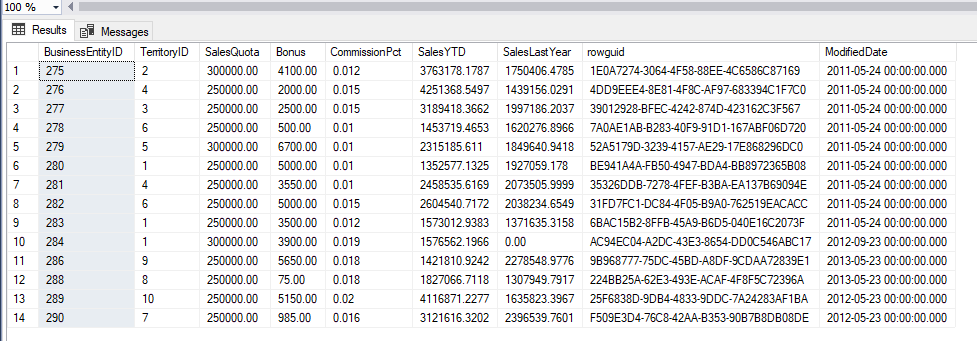 100 %
Results Messages
BusinessEntityID TerritoryID SalesQuota Bonus CommissionPct SalesYTD SalesLastYear rowguid ModifiedDate
1 275 2 300000.00 4100.00 0.012 3763178.1787 1750406.4785 1E0A7274-3064-4F58-88EE-4C6586C87169 2011-05-24 00:00:00.000
2 276 4 250000.00 2000.00 0.015 4251368.5497 1439156.0291 4DD9EEE4-8E81-4F8C-AF97-683394C1F7C0 2011-05-24 00:00:00.000
3 277 3 250000.00 2500.00 0.015 3189418.3662 1997186.2037 39012928-BFEC-4242-874D-423162C3F567 2011-05-24 00:00:00.000
4 278 6 250000.00 500.00 0.01 1453719.4653 1620276.8966 7A0AE1AB-B283-40F9-91D1-167ABF06D720 2011-05-24 00:00:00.000
5 279 5 300000.00 6700.00 0.01 2315185.611 1849640.9418 52A5179D-3239-4157-AE29-17E868296DC0 2011-05-24 00:00:00.000
6 280 1 250000.00 5000.00 0.01 1352577.1325 1927059.178 BE941A4A-FB50-4947-BDA4-BB8972365B08 2011-05-24 00:00:00.000
7 281 4 250000.00 3550.00 0.01 2458535.6169 2073505.9999 35326DDB-7278-4FEF-B3BA-EA137B69094E 2011-05-24 00:00:00.000
8 282 6 250000.00 5000.00 0.015 2604540.7172 2038234.6549 31FD7FC1-DC84-4F05-B9A0-762519EACACC 2011-05-24 00:00:00.000
9 283 1 250000.00 3500.00 0.012 1573012.9383 1371635.3158 6BAC15B2-8FFB-45A9-B6D5-040E16C2073F 2011-05-24 00:00:00.000
10 284 1 300000.00 3900.00 0.019 1576562.1966 0.00 AC94EC04-A2DC-43E3-8654-DD0C546ABC17 2012-09-23 00:00:00.000
11 286 9 250000.00 5650.00 0.018 1421810.9242 2278548.9776 9B968777-75DC-45BD-A8DF-9CDAA72839E1 2013-05-23 00:00:00.000
12 288 8 250000.00 75.00 0.018 1827066.7118 1307949.7917 224BB25A-62E3-493E-ACAF-4F8F5C72396A 2013-05-23 00:00:00.000
13 289 10 250000.00 5150.00 0.02 4116871.2277 1635823.3967 25F6838D-9DB4-4833-9DDC-7A24283AF1BA 2012-05-23 00:00:00.000
14 290 7 250000.00 985.00 0.016 3121616.3202 2396539.7601 F509E3D4-76C8-42AA-B353-90B7B8DB08DE 2012-05-23 00:00:00.000